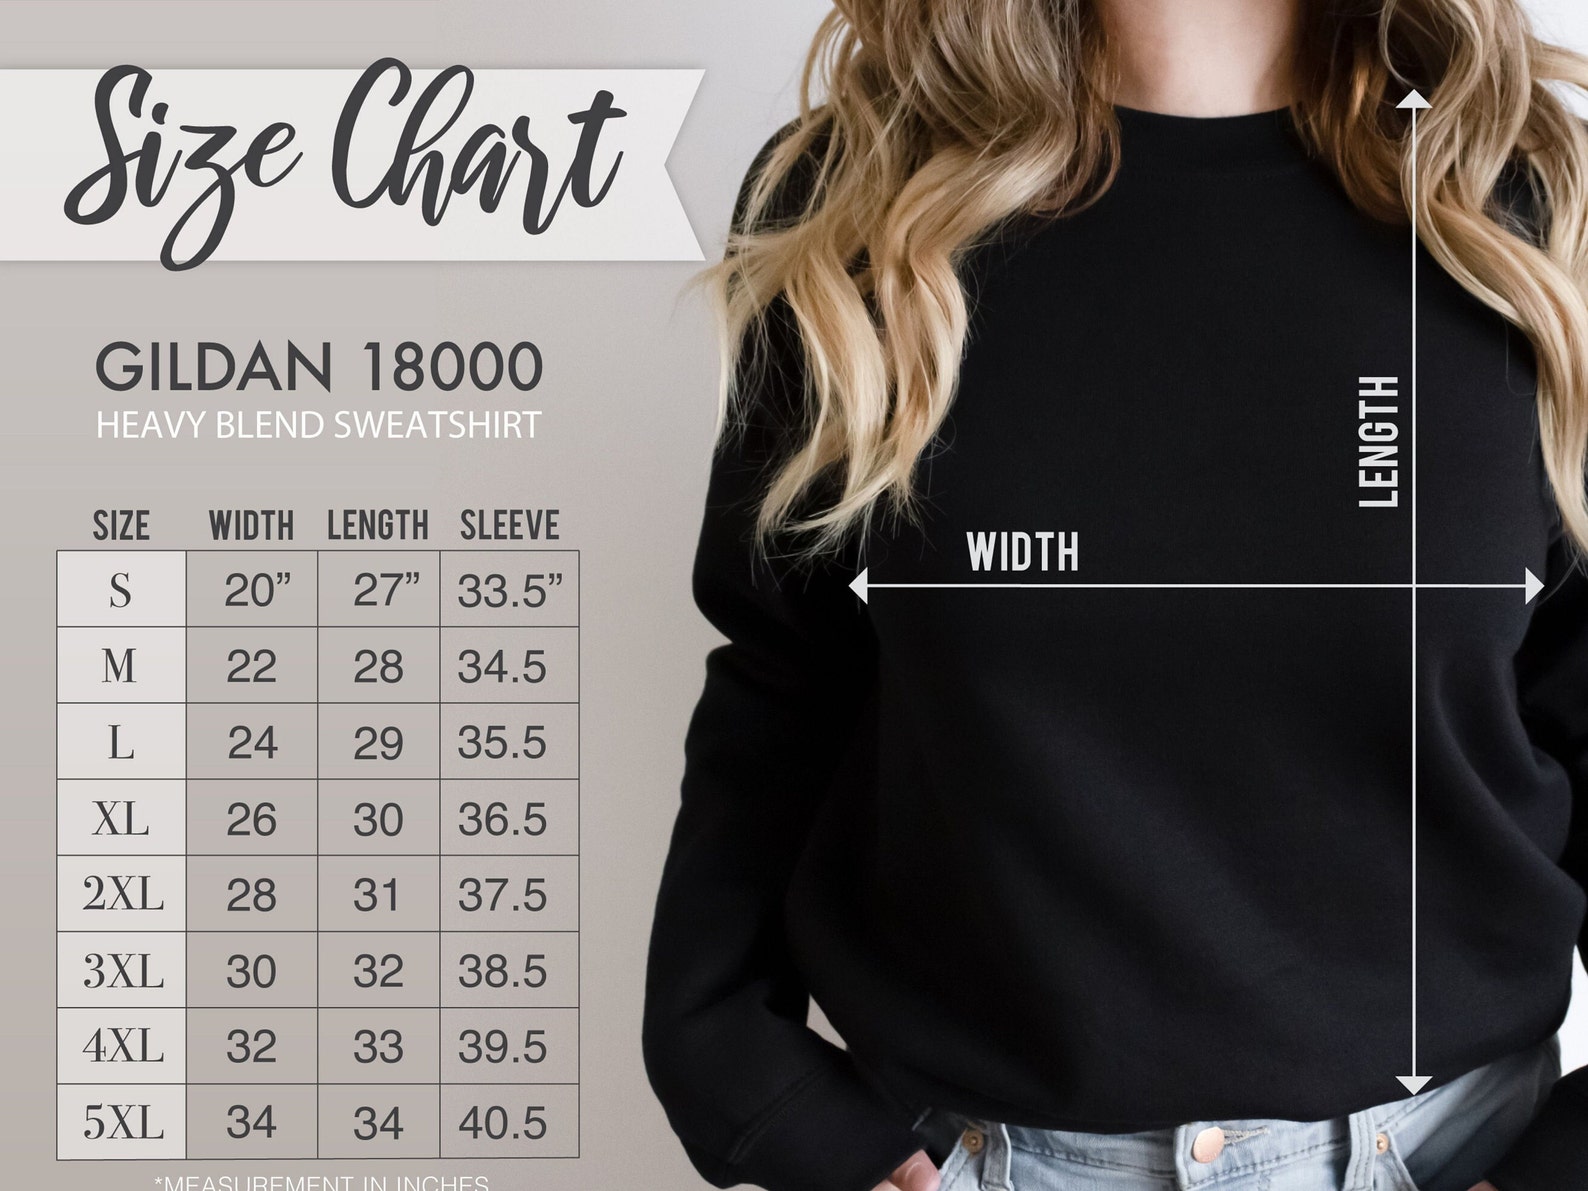 Size Chart
GILDAN 18000
HEAVY BLEND SWEATSHIRT
SIZE WIDTH LENGTH SLEEVE
S 20” 27” 33.5”
M 22 28 34.5
L 24 29 35.5
XL 26 30 36.5
2XL 28 31 37.5
3XL 30 32 38.5
4XL 32 33 39.5
5XL 34 34 40.5
*MEASUREMENT IN INCHES
LENGTH
WIDTH